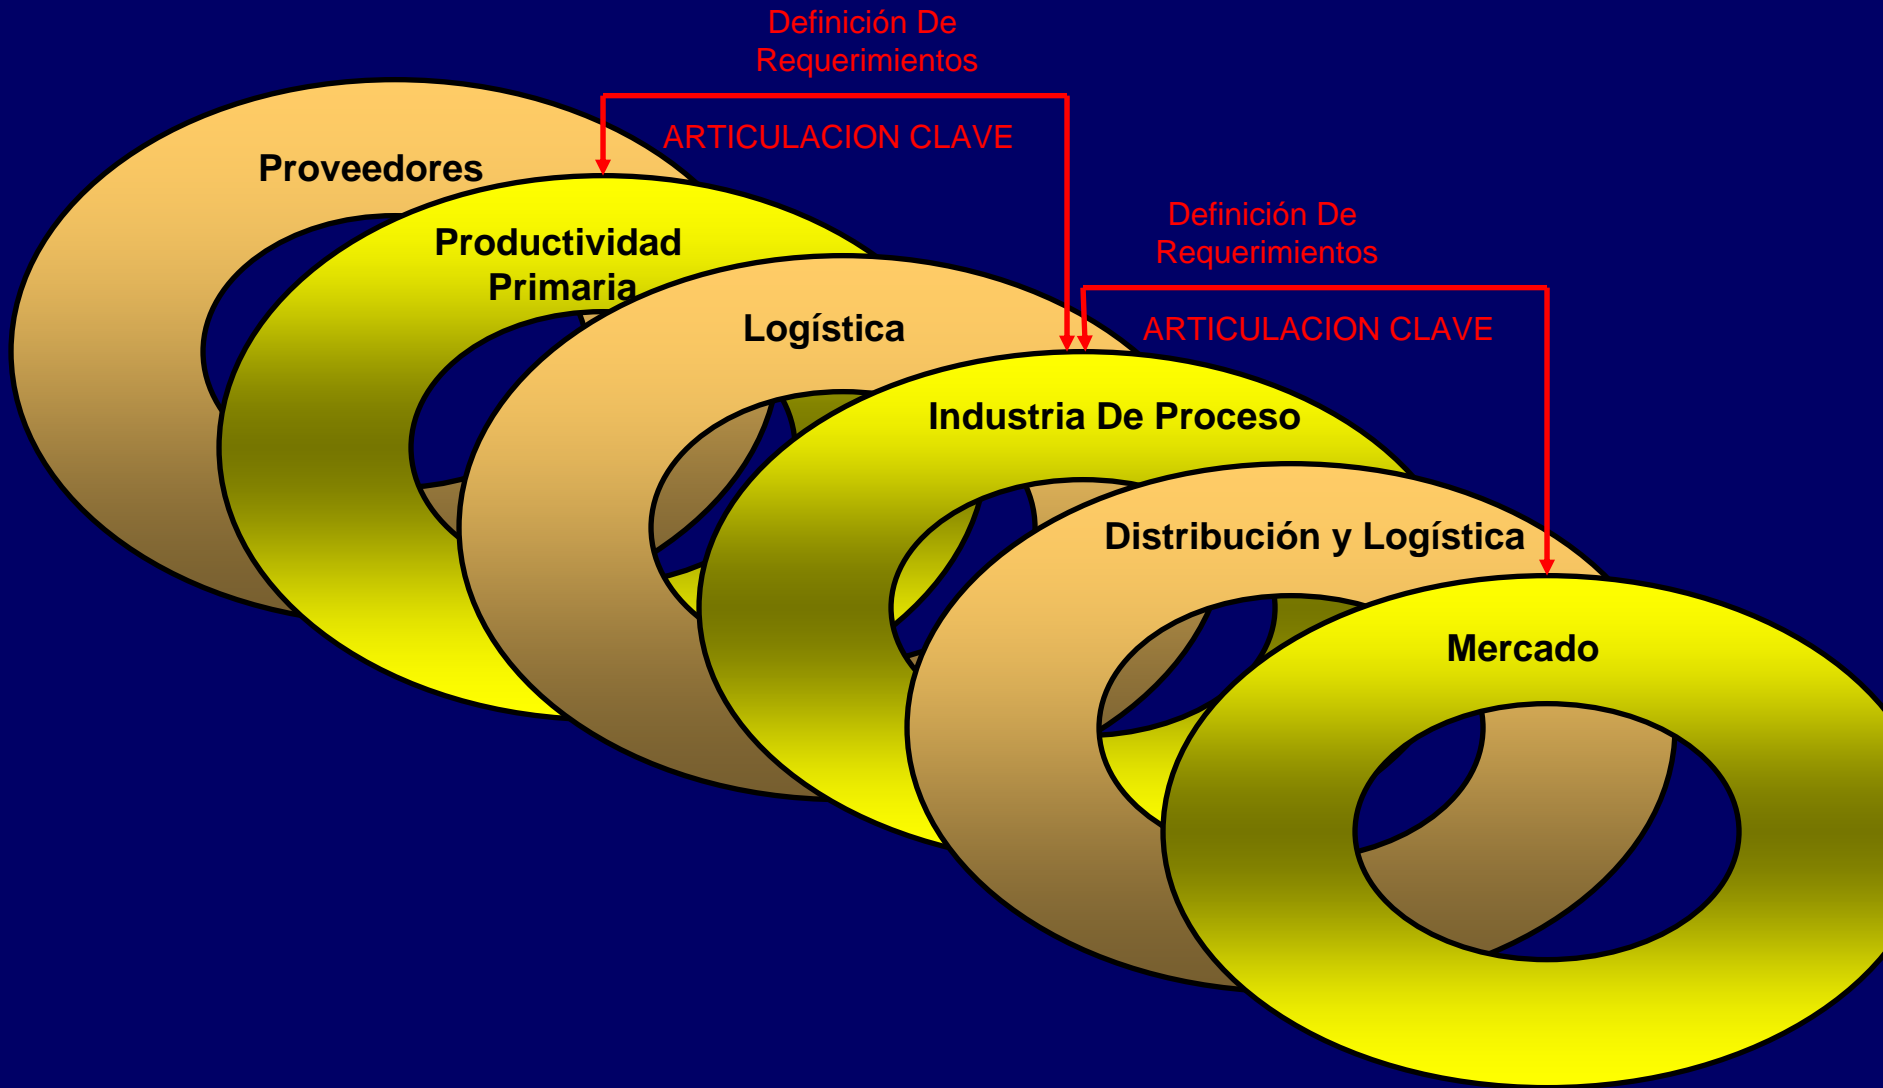 Definición De
Requerimientos
ARTICULACION CLAVE
Proveedores
Productividad
Primaria
Definición De
Requerimientos
Logística
ARTICULACION CLAVE
Industria De Proceso
Distribución y Logística
Mercado